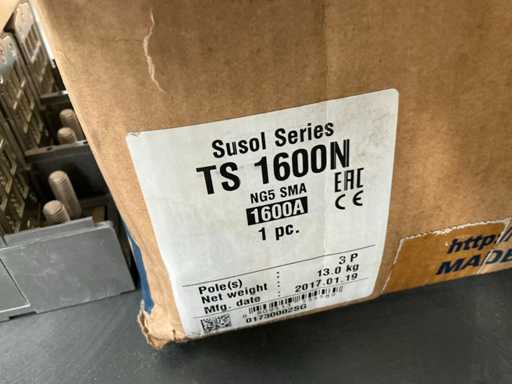 Susol Series
TS 1600N
NG5 SMA
1600A
1 pc.
EAC
CE
Pole(s) 3 P
Net weight : 13.0 kg
Mfg. date : 2017.01.19
01730002SG
http:/
MADE